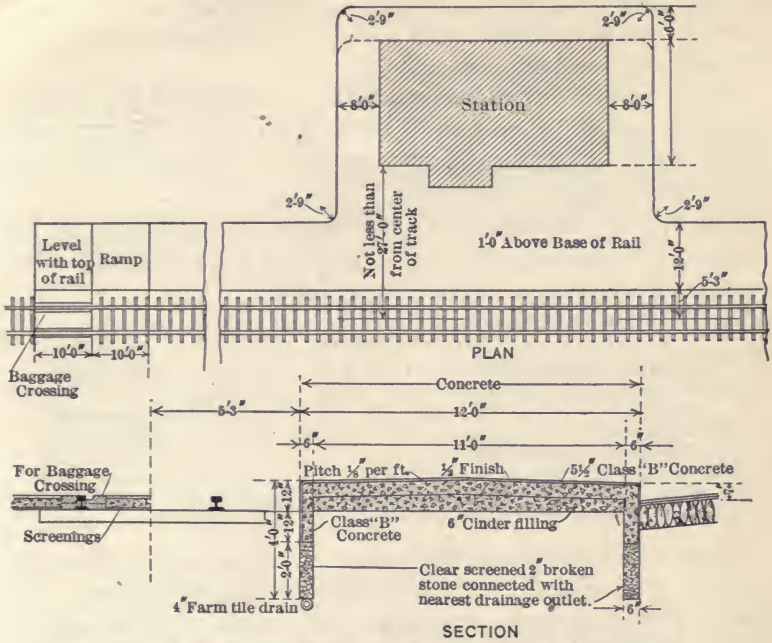 2'-9"
2'-9"
6'-0"
8'-0"
Station
8'-0"
2'-9"
2'-9"
Not less than
27'-0"
from center
of track
1'-0" Above Base of Rail
12'-0"
5'-3"
Level
with top
of rail
Ramp
10'-0"
10'-0"
Baggage
Crossing
PLAN
Concrete
5'-3"
12'-0"
6"
11'-0"
6"
For Baggage
Crossing
Pitch ⅛" per ft.
½" Finish
5½" Class "B" Concrete
Screenings
4'-0"
12"
12"
2'-0"
Class "B"
Concrete
6" Cinder filling
Clear screened 2" broken
stone connected with
nearest drainage outlet.
4" Farm tile drain
6"
SECTION